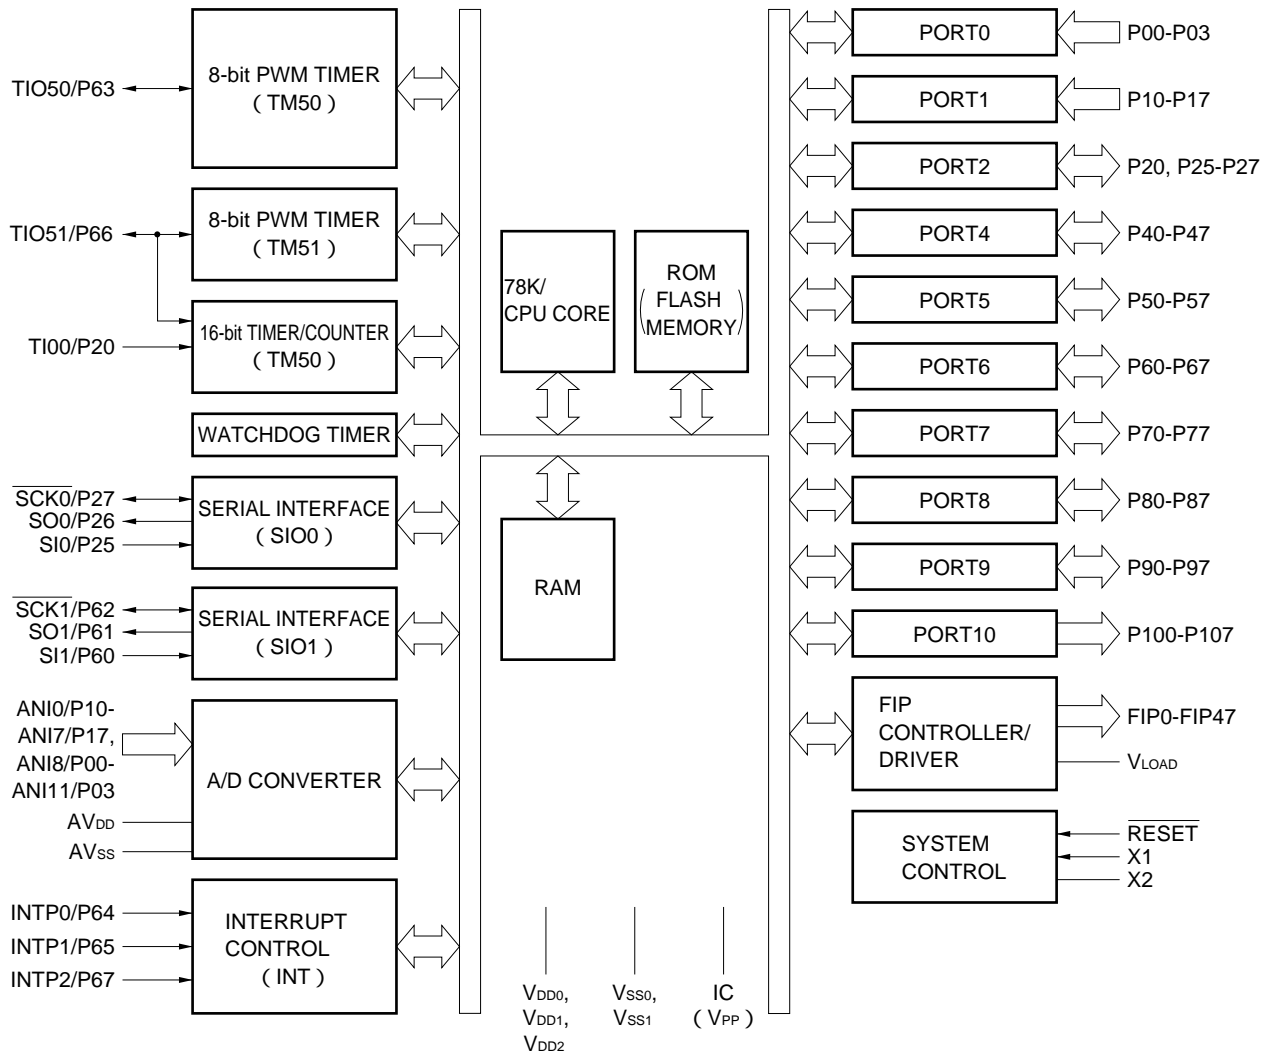 TIO50/P63
8-bit PWM TIMER
( TM50 )
TIO51/P66
8-bit PWM TIMER
( TM51 )
TI00/P20
16-bit TIMER/COUNTER
( TM50 )
WATCHDOG TIMER
SCK0/P27
SO0/P26
SI0/P25
SERIAL INTERFACE
( SIO0 )
SCK1/P62
SO1/P61
SI1/P60
SERIAL INTERFACE
( SIO1 )
ANI0/P10-
ANI7/P17,
ANI8/P00-
ANI11/P03
AVDD
AVSS
A/D CONVERTER
INTP0/P64
INTP1/P65
INTP2/P67
INTERRUPT
CONTROL
( INT )
78K/
CPU CORE
ROM
(FLASH
MEMORY)
RAM
VDD0,
VDD1,
VDD2
VSS0,
VSS1
IC
( VPP )
PORT0
P00-P03
PORT1
P10-P17
PORT2
P20, P25-P27
PORT4
P40-P47
PORT5
P50-P57
PORT6
P60-P67
PORT7
P70-P77
PORT8
P80-P87
PORT9
P90-P97
PORT10
P100-P107
FIP
CONTROLLER/
DRIVER
FIP0-FIP47
VLOAD
SYSTEM
CONTROL
RESET
X1
X2